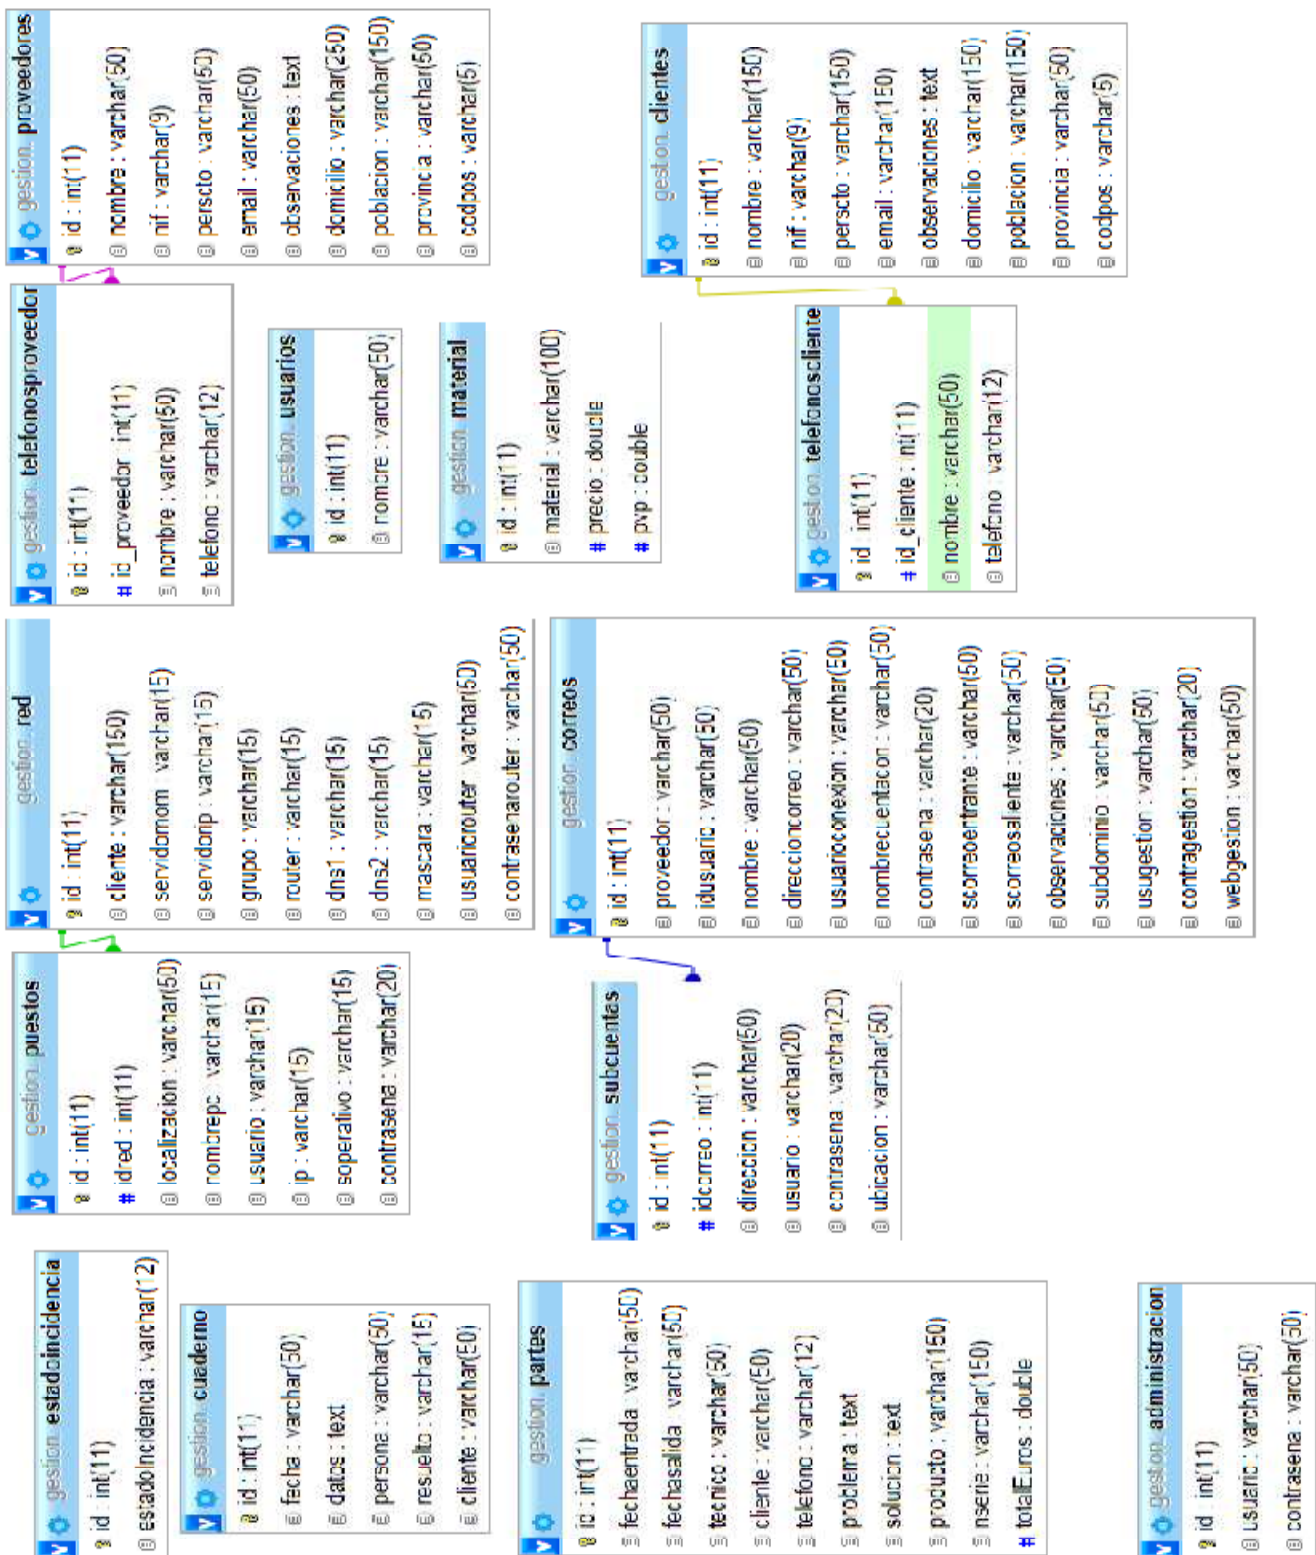 gestion estadoincidencia
id : int(11)
estadoincidencia : varchar(12)
gestion cuaderno
id : int(11)
fecha : varchar(50)
datos : text
persona : varchar(50)
resuelto : varchar(15)
cliente : varchar(50)
gestion partes
id : int(11)
fechaentrada varchar(50)
fechasalida varchar(50)
tecnico : varchar(50)
cliente : varchar(50)
telefono : varchar(12)
problema : text
solucion : text
producto : varchar(150)
nserie : varchar(150)
# totalEuros : double
gestion administracion
id : int(11)
usuario : varchar(50)
contrasena : varchar(50)
gestion puestos
id : int(11)
# idred : int(11)
localizacion : varchar(50)
nombrepc : varchar(15)
usuario : varchar(15)
ip : varchar(15)
soperativo : varchar(15)
contrasena : varchar(20)
gestion subcuentas
id : int(11)
# idcorreo : int(11)
direccion : varchar(50)
usuario : varchar(20)
contrasena : varchar(20)
ubicacion : varchar(50)
gestion red
id : int(11)
cliente : varchar(150)
servidornom : varchar(15)
servidorip : varchar(15)
grupo : varchar(15)
router : varchar(15)
dns1 : varchar(15)
dns2 : varchar(15)
mascara : varchar(15)
usuariorouter varchar(50)
contrasenarouter : varchar(50)
gestion correos
id : int(11)
proveedor : varchar(50)
idusuario : varchar(50)
nombre : varchar(50)
direccioncorreo : varchar(50)
usuarioconexion : varchar(50)
nombrecuentacon : varchar(50)
contrasena : varchar(20)
scorreoentrante : varchar(50)
scorreosaliente : varchar(50)
observaciones : varchar(50)
subdominio : varchar(50)
usugestion : varchar(50)
contragestion : varchar(20)
webgestion : varchar(50)
gestion telefonosproveedor
id : int(11)
# id_proveedor : int(11)
nombre : varchar(50)
telefono : varchar(12)
gestion usuarios
id : int(11)
nombre : varchar(50)
gestion material
id : int(11)
material : varchar(100)
# precio : double
# pvp : double
gestion telefonoscliente
id : int(11)
# id_cliente : int(11)
nombre : varchar(50)
telefono : varchar(12)
gestion proveedores
id : int(11)
nombre : varchar(50)
nif : varchar(9)
perscto : varchar(50)
email : varchar(50)
observaciones : text
domicilio : varchar(250)
poblacion : varchar(150)
provincia : varchar(50)
codpos : varchar(5)
gestion clientes
id : int(11)
nombre : varchar(150)
nif : varchar(9)
perscto : varchar(150)
email : varchar(150)
observaciones : text
domicilio : varchar(150)
poblacion : varchar(150)
provincia : varchar(50)
codpos : varchar(5)